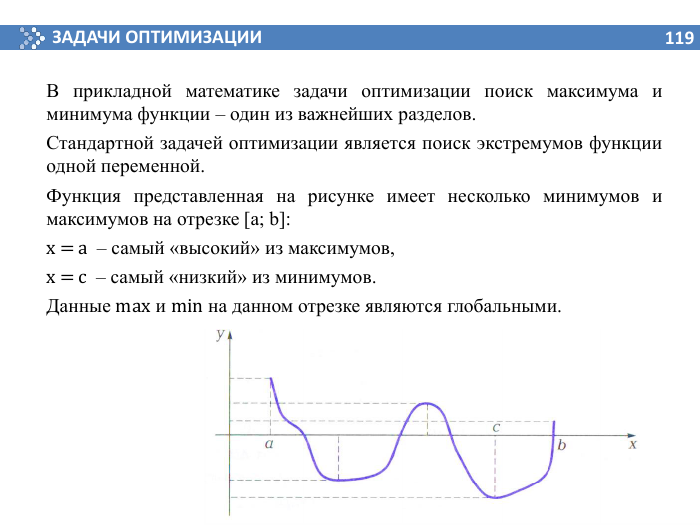 ЗАДАЧИ ОПТИМИЗАЦИИ 119
В прикладной математике задачи оптимизации поиск максимума и
минимума функции – один из важнейших разделов.
Стандартной задачей оптимизации является поиск экстремумов функции
одной переменной.
Функция представленная на рисунке имеет несколько минимумов и
максимумов на отрезке [a; b]:
x = a – самый «высокий» из максимумов,
x = c – самый «низкий» из минимумов.
Данные max и min на данном отрезке являются глобальными.
y
a c b x